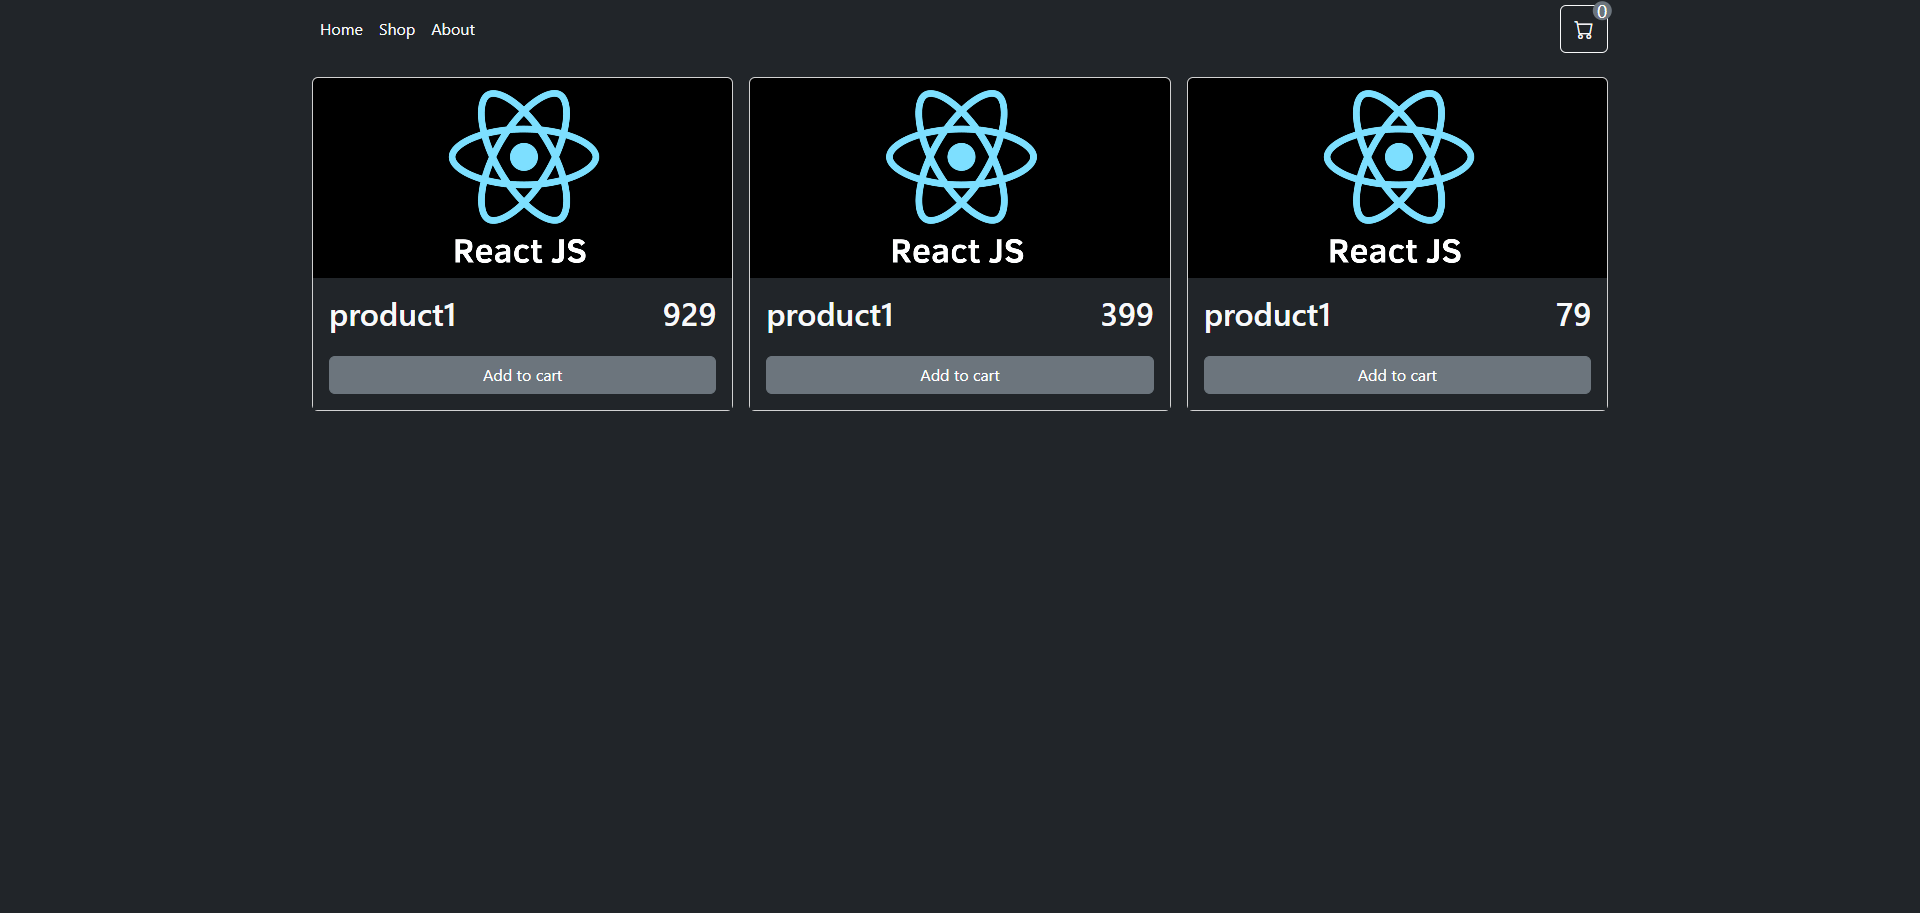 Home Shop About
0
React JS React JS React JS
product1 929 product1 399 product1 79
Add to cart Add to cart Add to cart